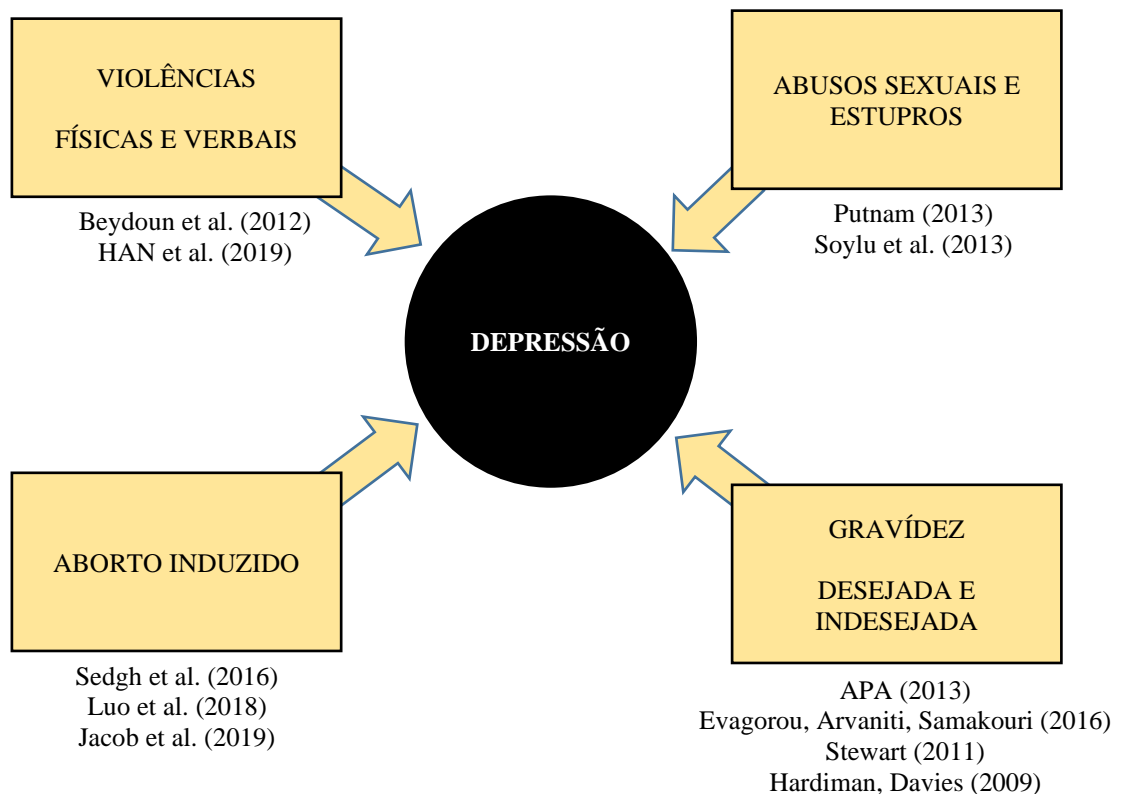 VIOLÊNCIAS
FÍSICAS E VERBAIS
Beydoun et al. (2012)
HAN et al. (2019)
ABUSOS SEXUAIS E
ESTUPROS
Putnam (2013)
Soylu et al. (2013)
DEPRESSÃO
ABORTO INDUZIDO
Sedgh et al. (2016)
Luo et al. (2018)
Jacob et al. (2019)
GRAVÍDEZ
DESEJADA E
INDESEJADA
APA (2013)
Evagorou, Arvaniti, Samakouri (2016)
Stewart (2011)
Hardiman, Davies (2009)